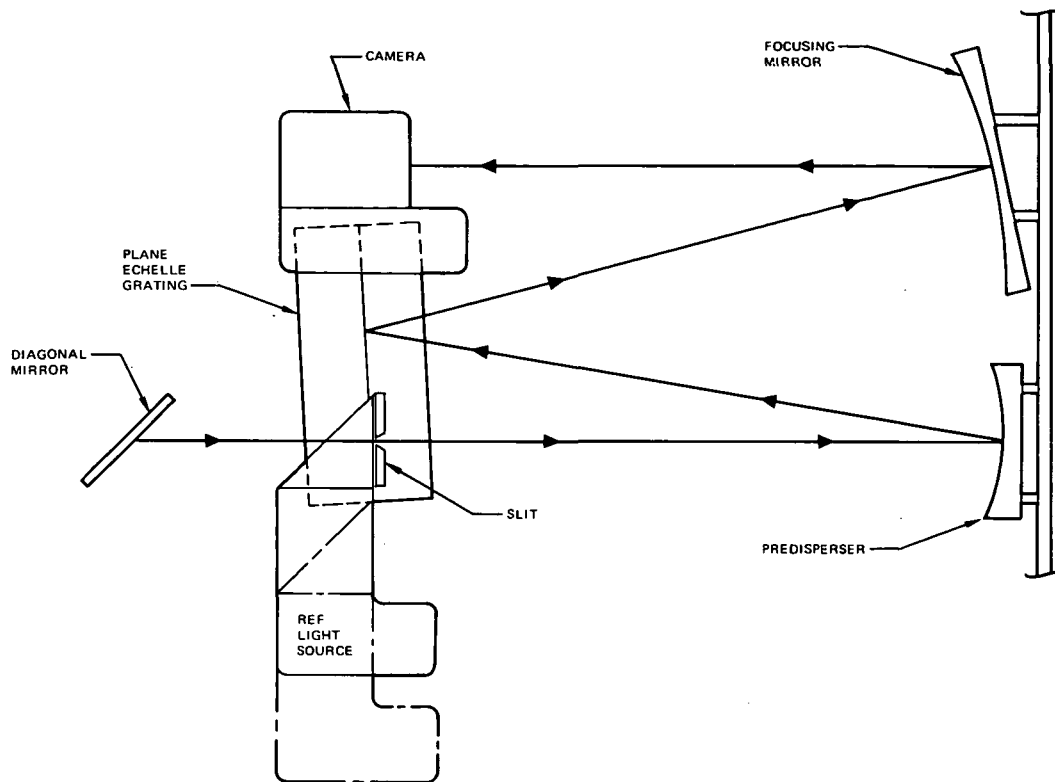 CAMERA
FOCUSING
MIRROR
PLANE
ECHELLE
GRATING
DIAGONAL
MIRROR
SLIT
PREDISPERSER
REF
LIGHT
SOURCE